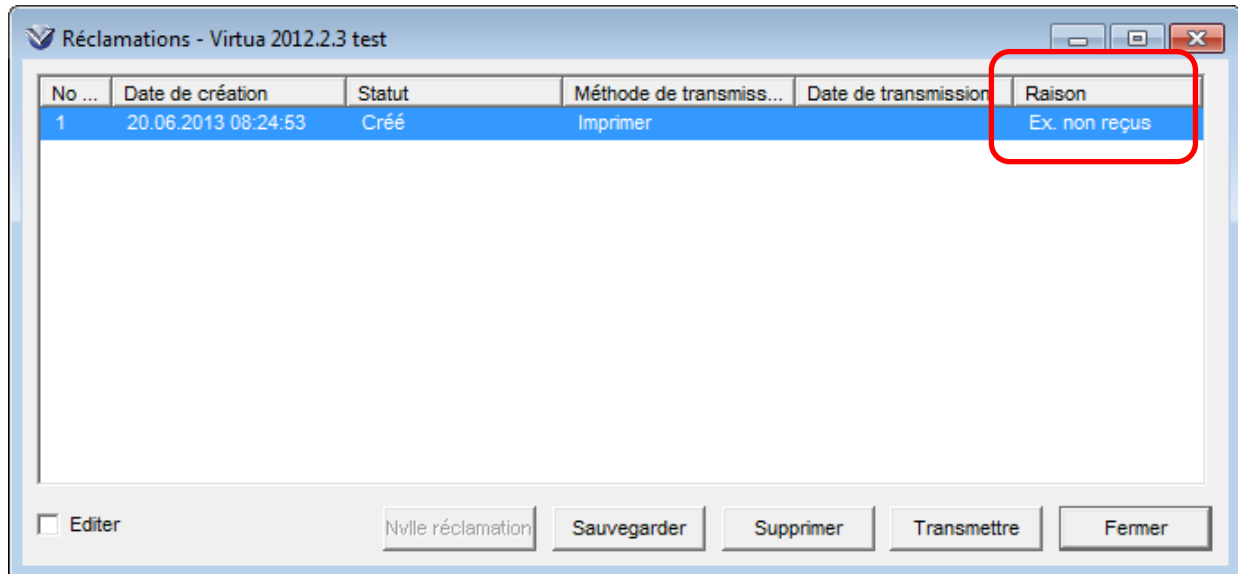 Réclamations - Virtua 2012.2.3 test
No ... Date de création Statut Méthode de transmiss... Date de transmission Raison
1 20.06.2013 08:24:53 Créé Imprimer Ex. non reçus
Editer Nvlle réclamation Sauvegarder Supprimer Transmettre Fermer